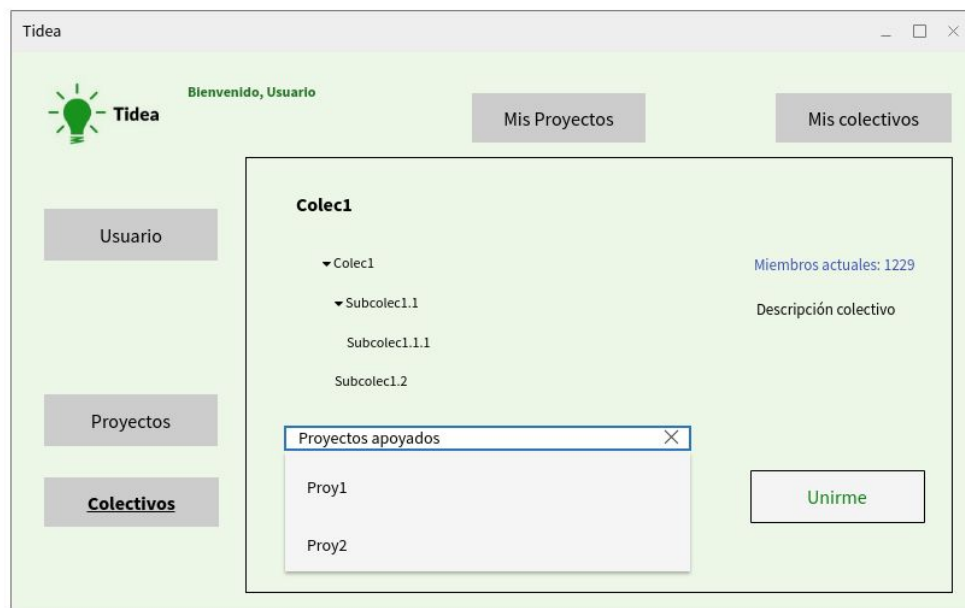 Tidea
Bienvenido, Usuario
Tidea
Mis Proyectos
Mis colectivos
Usuario
Proyectos
Colectivos
Colec1
Colec1
Subcolec1.1
Subcolec1.1.1
Subcolec1.2
Miembros actuales: 1229
Descripción colectivo
Proyectos apoyados
Proy1
Proy2
Unirme